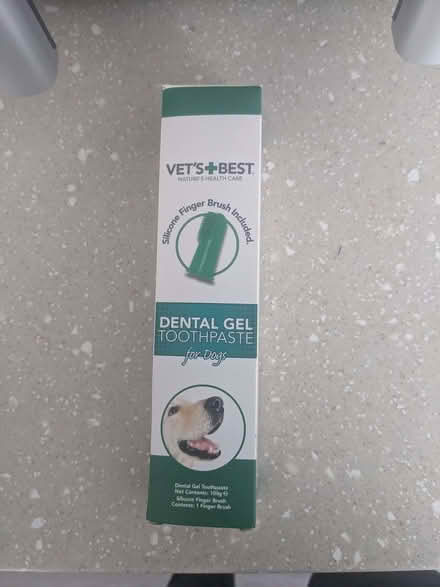 VET'S BEST
NATURE'S HEALTH CARE
Silicone Finger Brush Included.
DENTAL GEL
TOOTHPASTE
for Dogs
Dental Gel Toothpaste
Net Contents: 100g ℮
Silicone Finger Brush
Contents: 1 Finger Brush